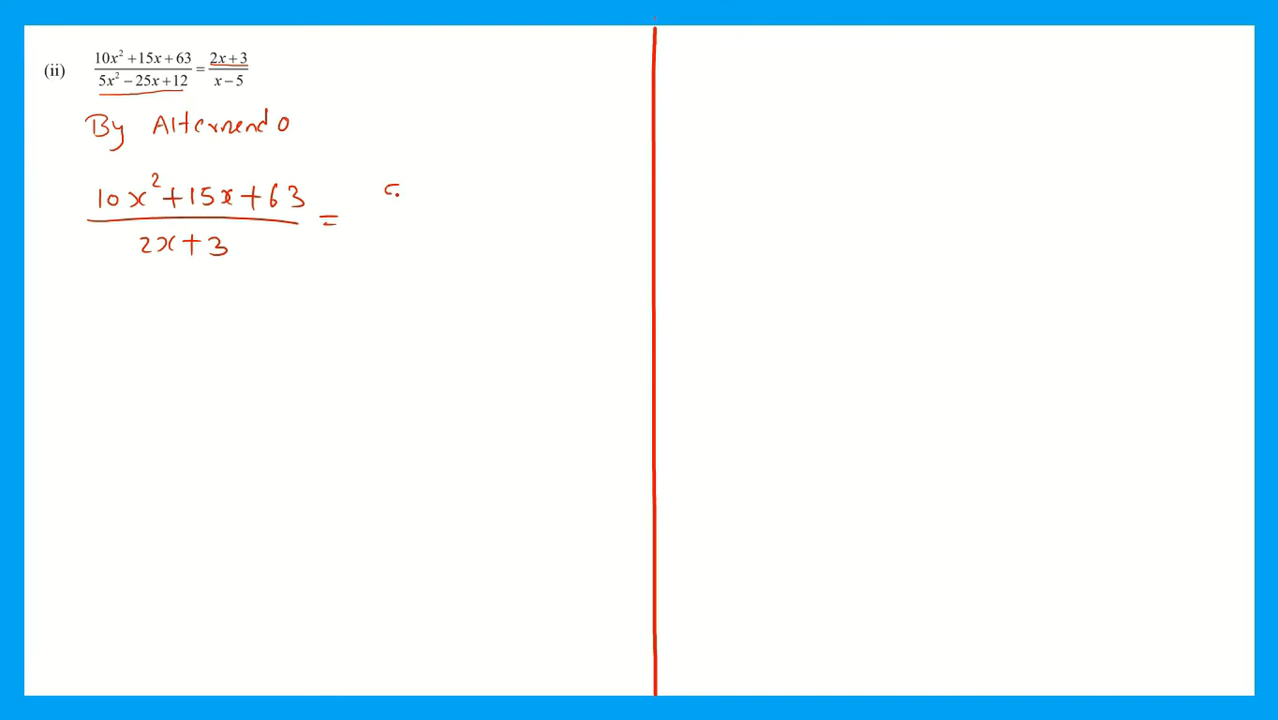 (ii) 10x² +15x + 63 / 5x² − 25x +12 = 2x + 3 / x − 5
By Alternendo
10x² + 15x + 63 / 2x + 3 =